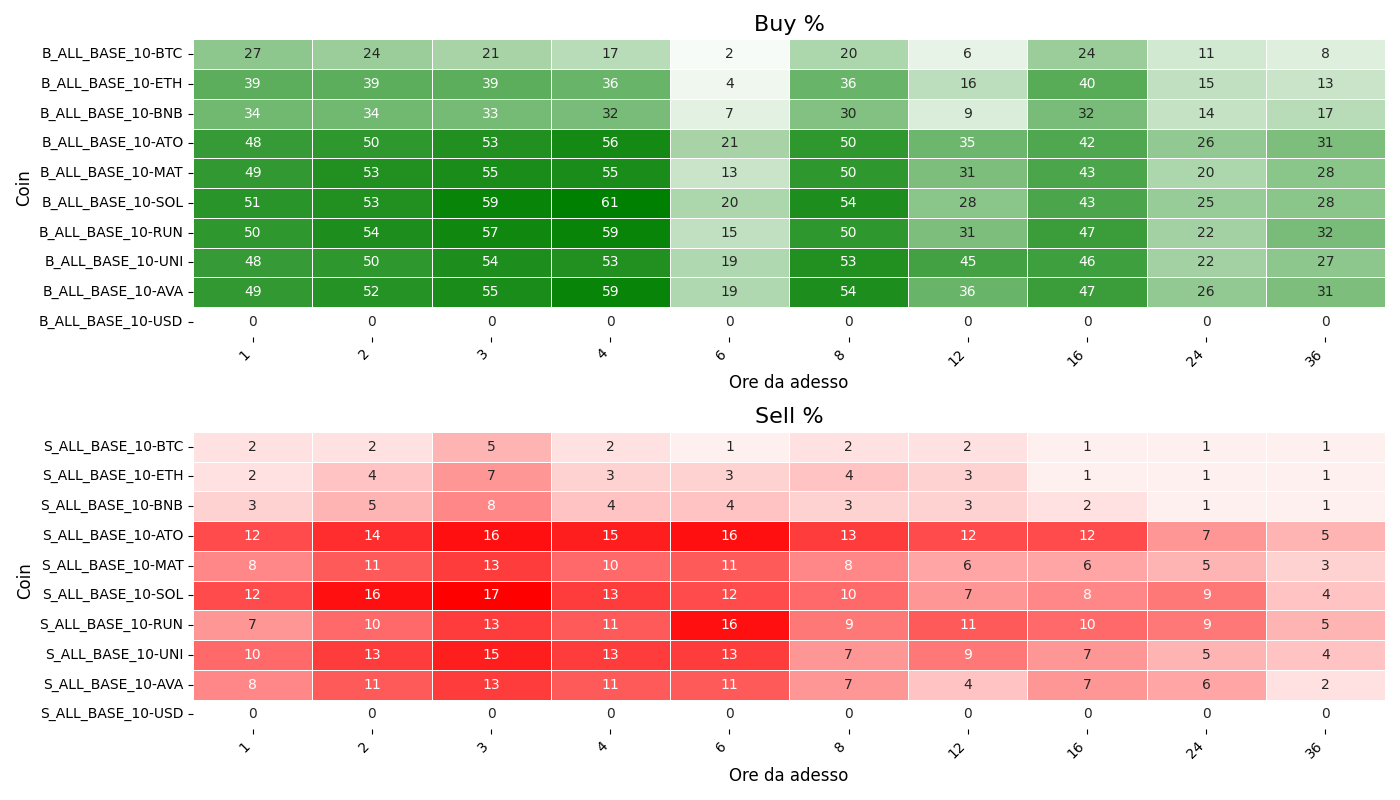 Buy %
Coin
B_ALL_BASE_10-BTC 27 24 21 17 2 20 6 24 11 8
B_ALL_BASE_10-ETH 39 39 39 36 4 36 16 40 15 13
B_ALL_BASE_10-BNB 34 34 33 32 7 30 9 32 14 17
B_ALL_BASE_10-ATO 48 50 53 56 21 50 35 42 26 31
B_ALL_BASE_10-MAT 49 53 55 55 13 50 31 43 20 28
B_ALL_BASE_10-SOL 51 53 59 61 20 54 28 43 25 28
B_ALL_BASE_10-RUN 50 54 57 59 15 50 31 47 22 32
B_ALL_BASE_10-UNI 48 50 54 53 19 53 45 46 22 27
B_ALL_BASE_10-AVA 49 52 55 59 19 54 36 47 26 31
B_ALL_BASE_10-USD 0 0 0 0 0 0 0 0 0 0
1 2 3 4 6 8 12 16 24 36
Ore da adesso
Sell %
Coin
S_ALL_BASE_10-BTC 2 2 5 2 1 2 2 1 1 1
S_ALL_BASE_10-ETH 2 4 7 3 3 4 3 1 1 1
S_ALL_BASE_10-BNB 3 5 8 4 4 3 3 2 1 1
S_ALL_BASE_10-ATO 12 14 16 15 16 13 12 12 7 5
S_ALL_BASE_10-MAT 8 11 13 10 11 8 6 6 5 3
S_ALL_BASE_10-SOL 12 16 17 13 12 10 7 8 9 4
S_ALL_BASE_10-RUN 7 10 13 11 16 9 11 10 9 5
S_ALL_BASE_10-UNI 10 13 15 13 13 7 9 7 5 4
S_ALL_BASE_10-AVA 8 11 13 11 11 7 4 7 6 2
S_ALL_BASE_10-USD 0 0 0 0 0 0 0 0 0 0
1 2 3 4 6 8 12 16 24 36
Ore da adesso